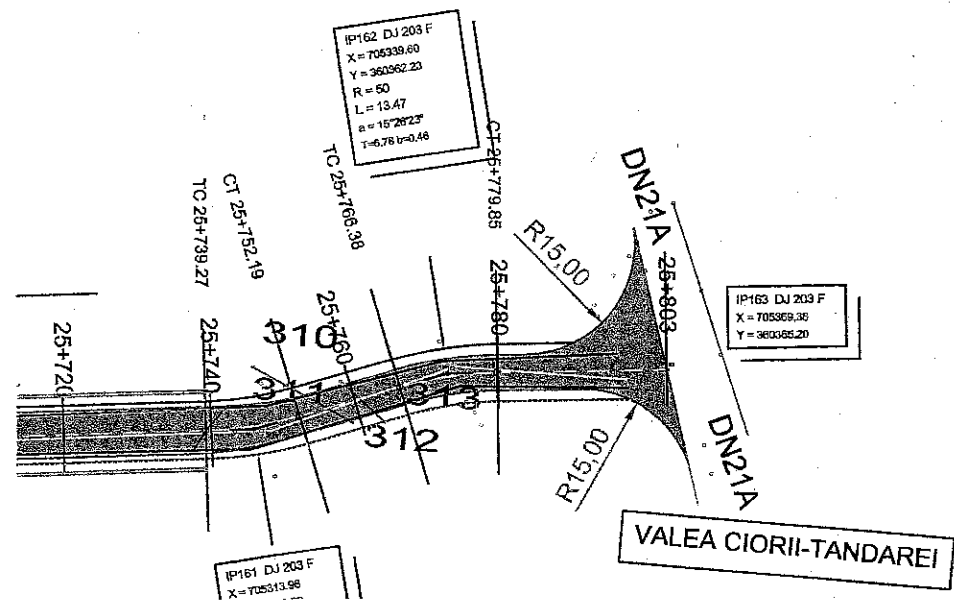 IP162 DJ 203 F
X = 705339,60
Y = 360362.23
R = 50
L = 13.47
a = 15°26'23"
T=6.78 b=0.46
TC 25+739.27
CT 25+752.19
TC 25+766.38
CT 25+779.85
25+720
25+740
25+760
25+780
25+803
310
311
312
313
R15,00
R15,00
DN21A
DN21A
IP163 DJ 203 F
X = 705369,38
Y = 360365,20
VALEA CIORII-TANDAREI
IP161 DJ 203 F
X = 705313.96